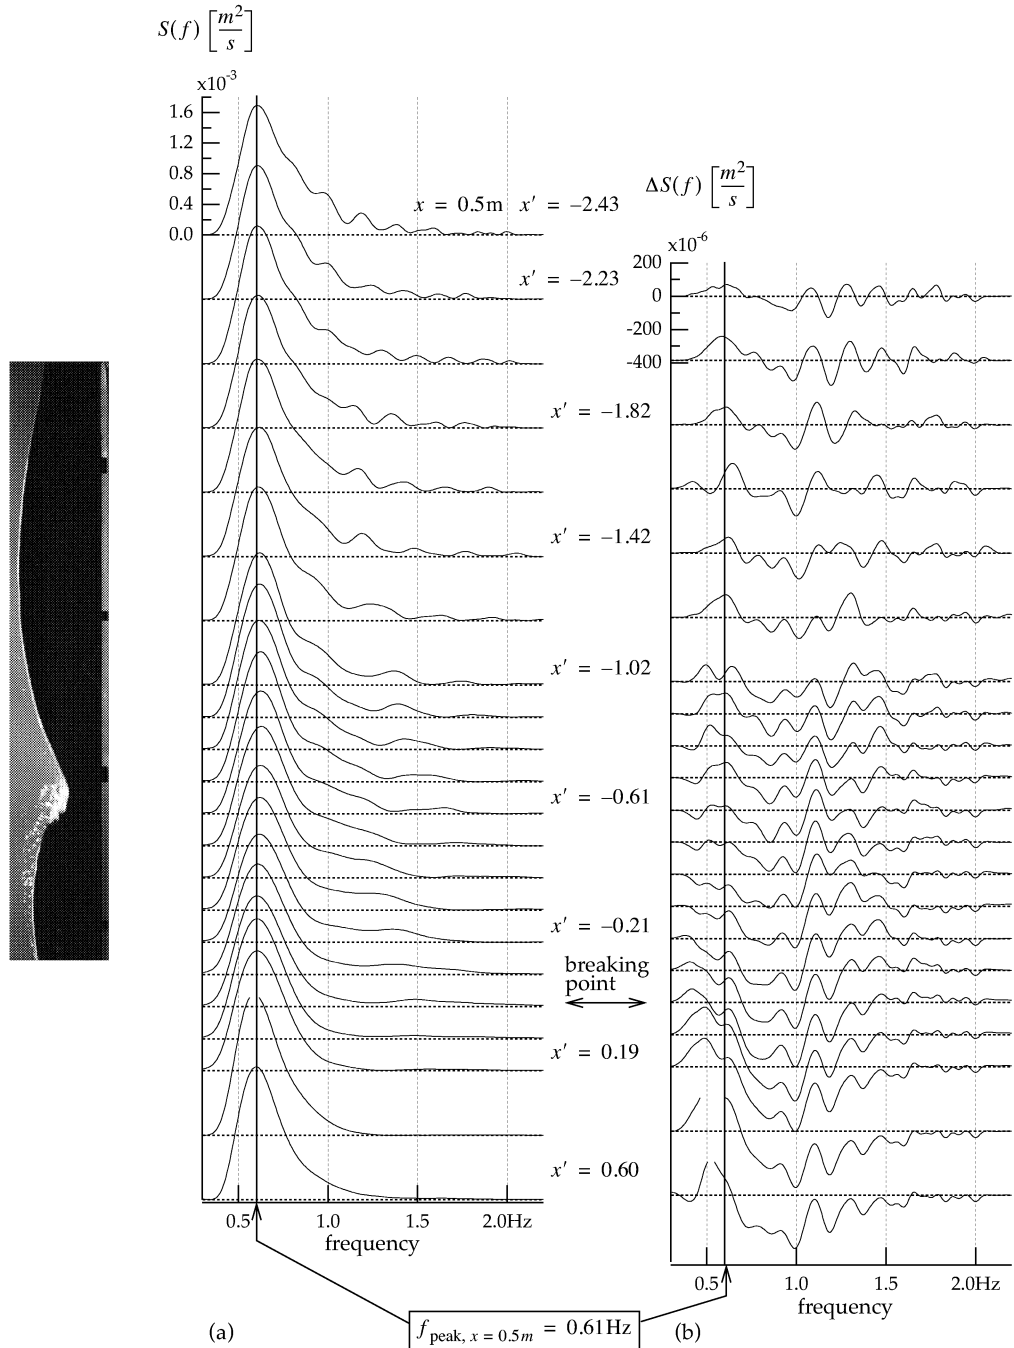 S(f) [m²/s]
x10⁻³
1.6
1.2
0.8
0.4
0.0
x = 0.5m x′ = –2.43
x′ = –2.23
x′ = –1.82
x′ = –1.42
x′ = –1.02
x′ = –0.61
x′ = –0.21
breaking
point
x′ = 0.19
x′ = 0.60
0.5 1.0 1.5 2.0Hz
frequency
(a)
ΔS(f) [m²/s]
x10⁻⁶
200
0
-200
-400
0.5 1.0 1.5 2.0Hz
frequency
(b)
f peak, x = 0.5m = 0.61Hz